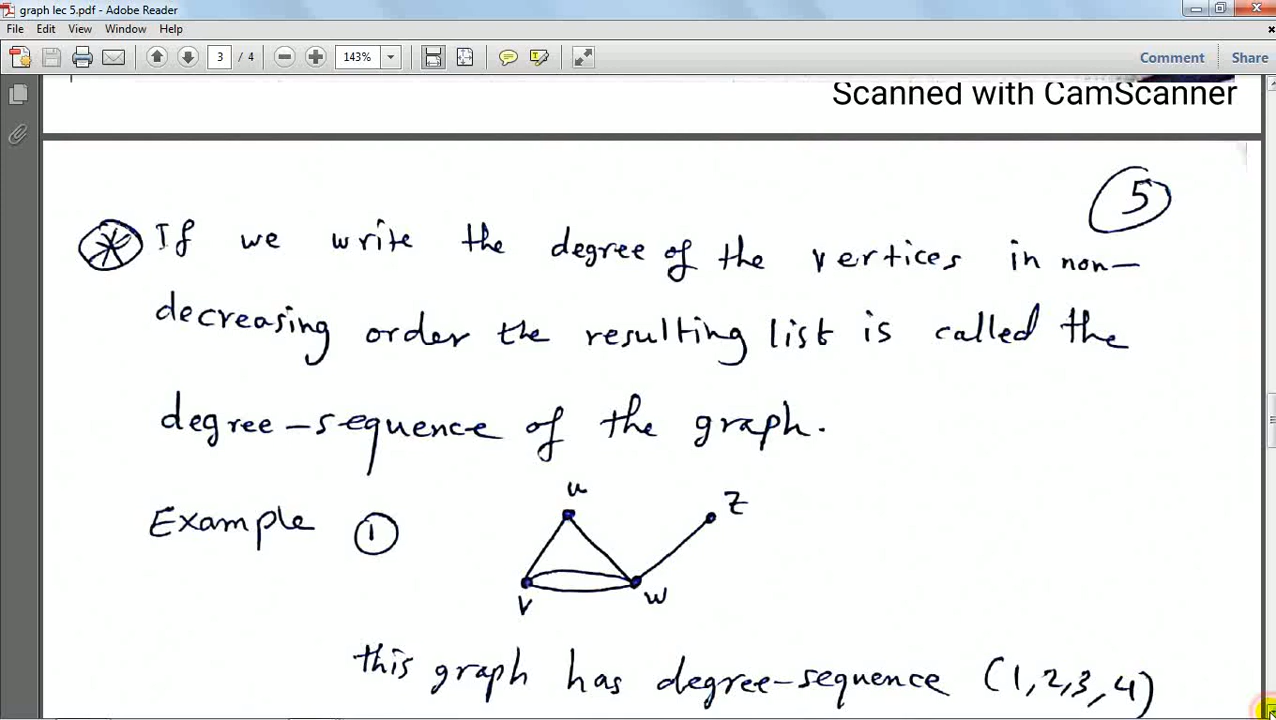 graph lec 5.pdf - Adobe Reader
File Edit View Window Help
3 / 4 143% Comment Share
Scanned with CamScanner
5
If we write the degree of the vertices in non-
decreasing order the resulting list is called the
degree-sequence of the graph.
u
z
Example 1
v w
this graph has degree-sequence (1,2,3,4)